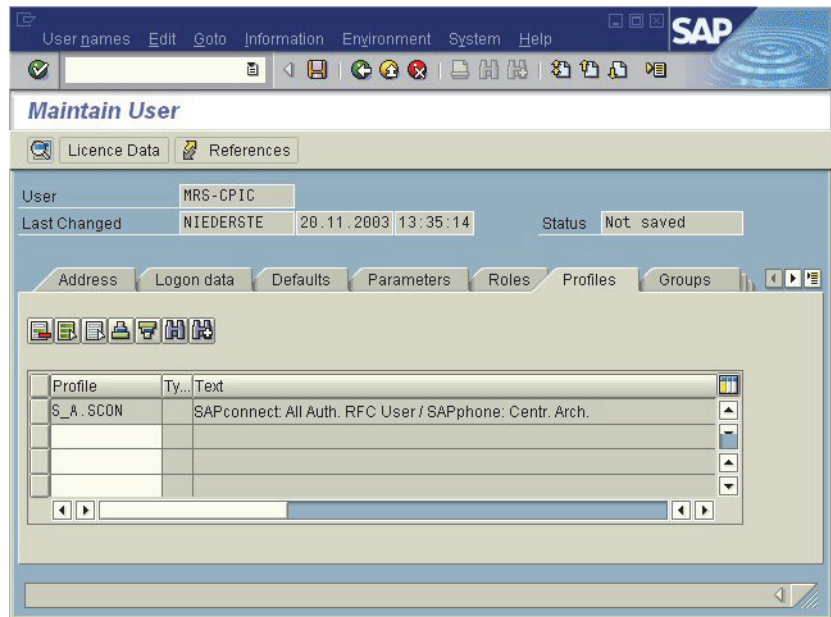 User names Edit Goto Information Environment System Help
SAP
Maintain User
Licence Data References
User MRS-CPIC
Last Changed NIEDERSTE 20.11.2003 13:35:14 Status Not saved
Address Logon data Defaults Parameters Roles Profiles Groups
Profile Ty... Text
S_A.SCON SAPconnect: All Auth. RFC User / SAPphone: Centr. Arch.